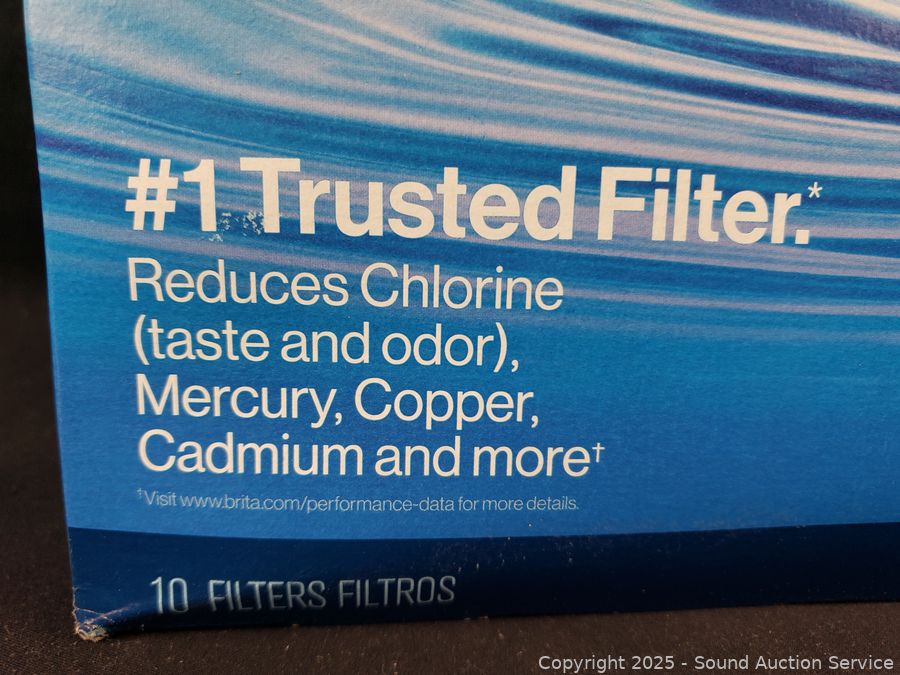 #1 Trusted Filter.*
Reduces Chlorine
(taste and odor),
Mercury, Copper,
Cadmium and more†
†Visit www.brita.com/performance-data for more details.
10 FILTERS FILTROS
Copyright 2025 - Sound Auction Service